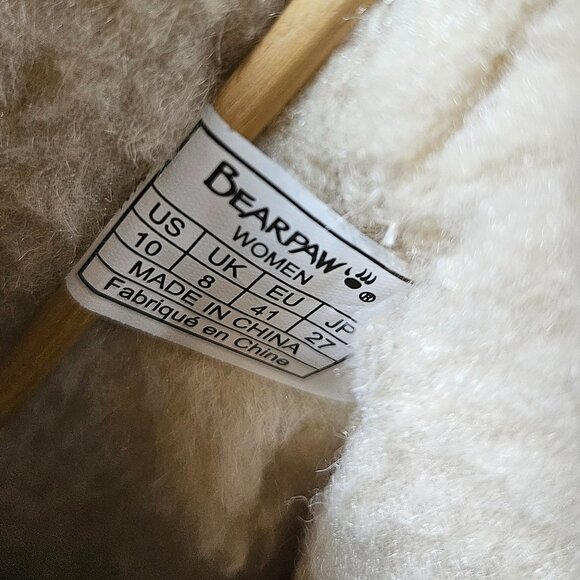 BEARPAW ®
WOMEN
US UK EU JP
10 8 41 27
MADE IN CHINA
Fabriqué en Chine